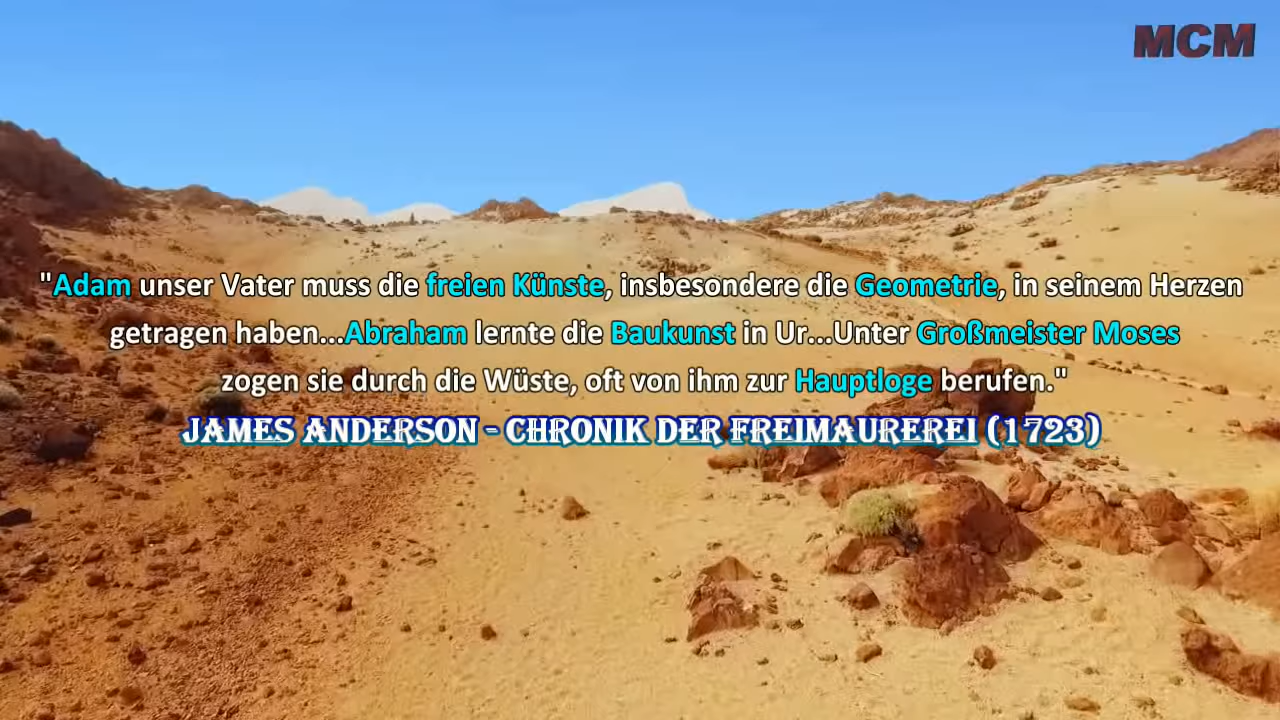 MCM
"Adam unser Vater muss die freien Künste, insbesondere die Geometrie, in seinem Herzen
getragen haben...Abraham lernte die Baukunst in Ur...Unter Großmeister Moses
zogen sie durch die Wüste, oft von ihm zur Hauptloge berufen."
JAMES ANDERSON - CHRONIK DER FREIMAUREREI (1723)